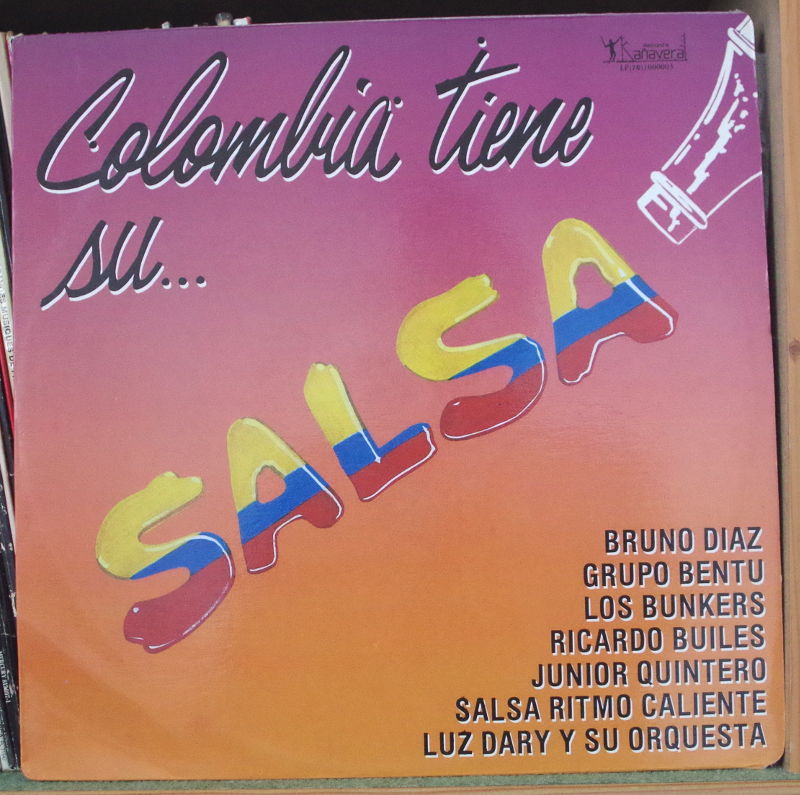 Colombia tiene
su...
SALSA
Kañaveral
BRUNO DIAZ
GRUPO BENTU
LOS BUNKERS
RICARDO BUILES
JUNIOR QUINTERO
SALSA RITMO CALIENTE
LUZ DARY Y SU ORQUESTA